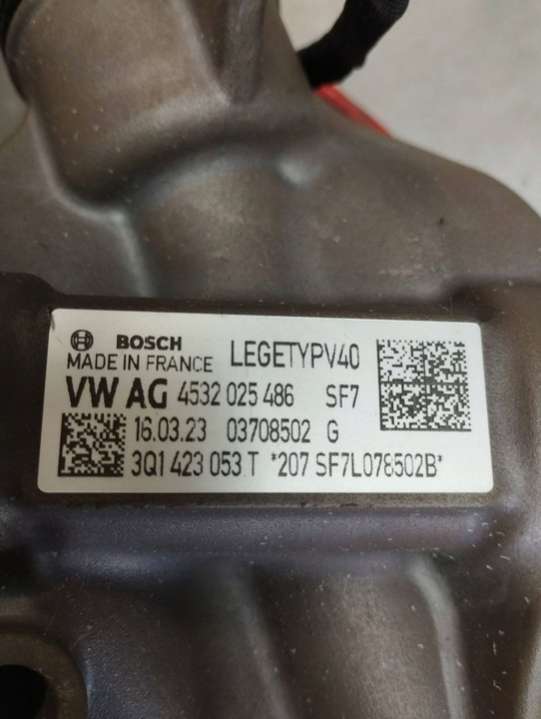 BOSCH LEGETYPV40
MADE IN FRANCE
VW AG 4532 025 486 SF7
16.03.23 03708502 G
3Q1 423 053 T *207 SF7L078502B*